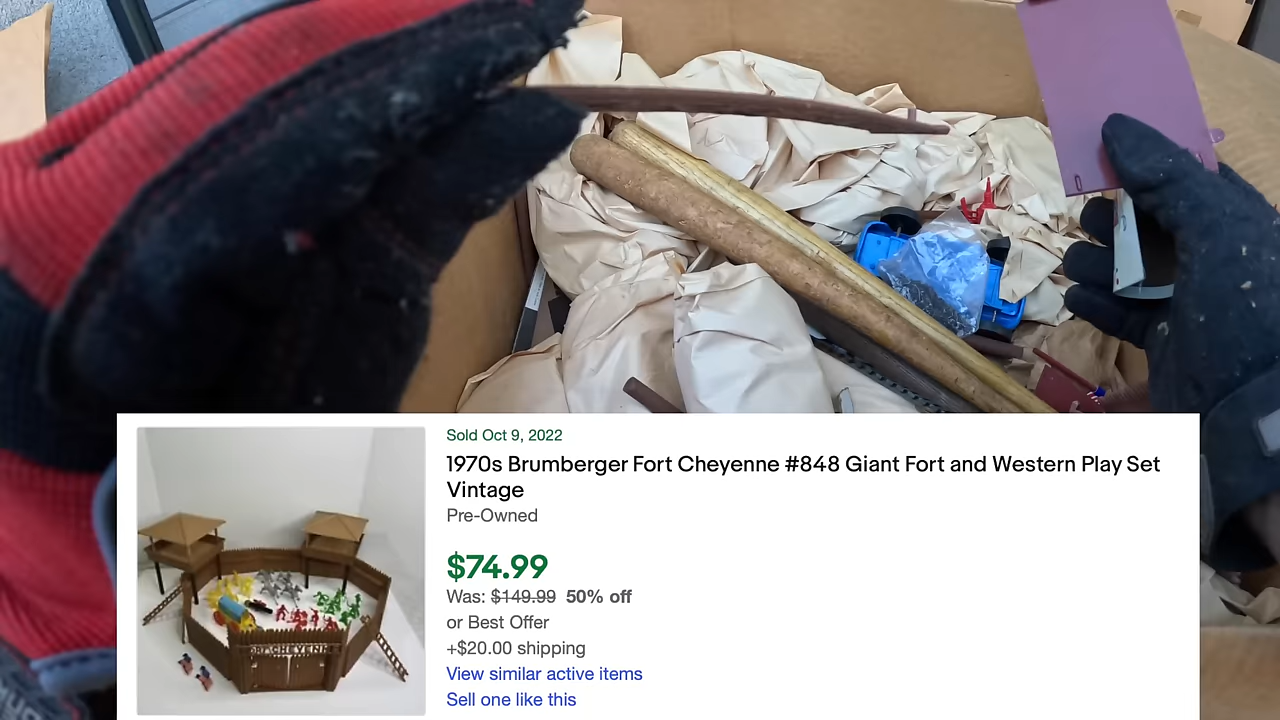 Sold Oct 9, 2022
1970s Brumberger Fort Cheyenne #848 Giant Fort and Western Play Set
Vintage
Pre-Owned
$74.99
Was: $149.99 50% off
or Best Offer
+$20.00 shipping
View similar active items
Sell one like this